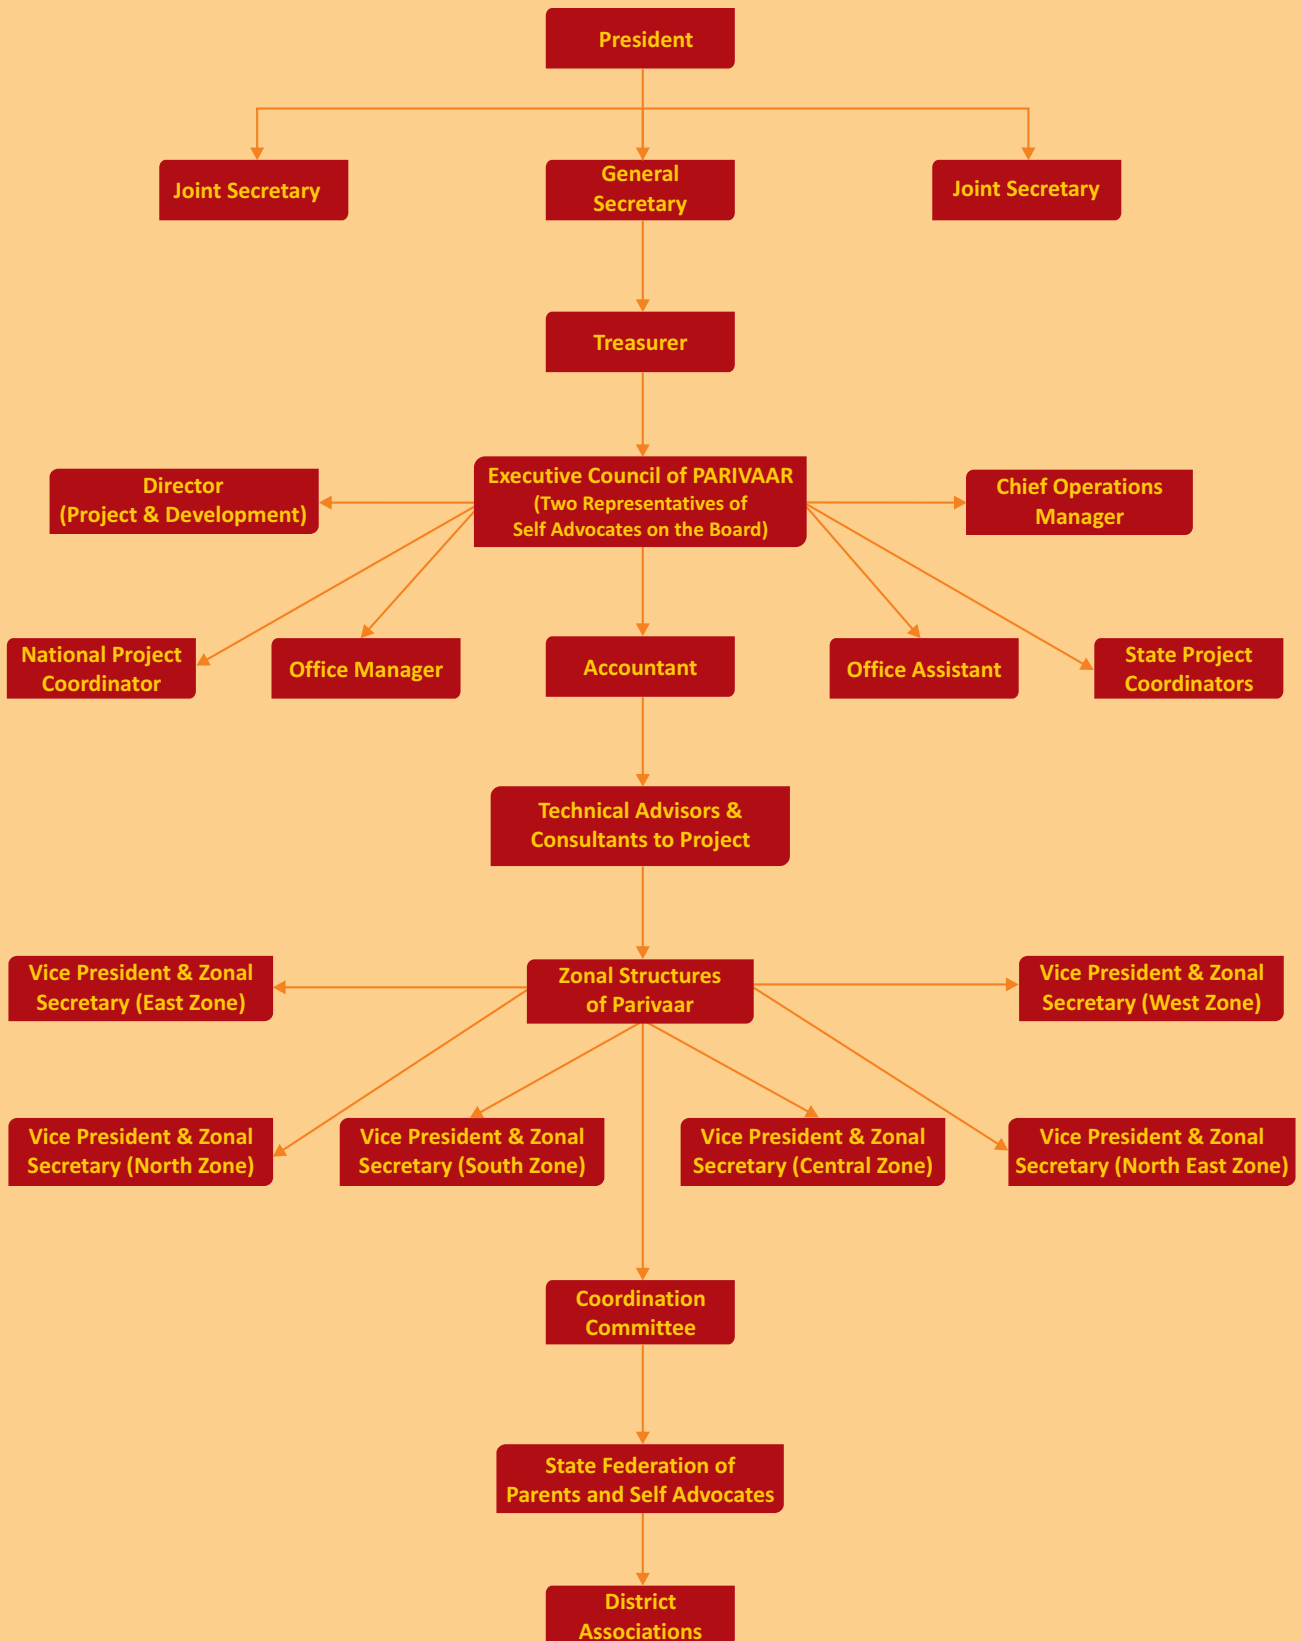 President
Joint Secretary
General
Secretary
Joint Secretary
Treasurer
Director
(Project & Development)
Executive Council of PARIVAAR
(Two Representatives of
Self Advocates on the Board)
Chief Operations
Manager
National Project
Coordinator
Office Manager
Accountant
Office Assistant
State Project
Coordinators
Technical Advisors &
Consultants to Project
Vice President & Zonal
Secretary (East Zone)
Zonal Structures
of Parivaar
Vice President & Zonal
Secretary (West Zone)
Vice President & Zonal
Secretary (North Zone)
Vice President & Zonal
Secretary (South Zone)
Vice President & Zonal
Secretary (Central Zone)
Vice President & Zonal
Secretary (North East Zone)
Coordination
Committee
State Federation of
Parents and Self Advocates
District
Associations